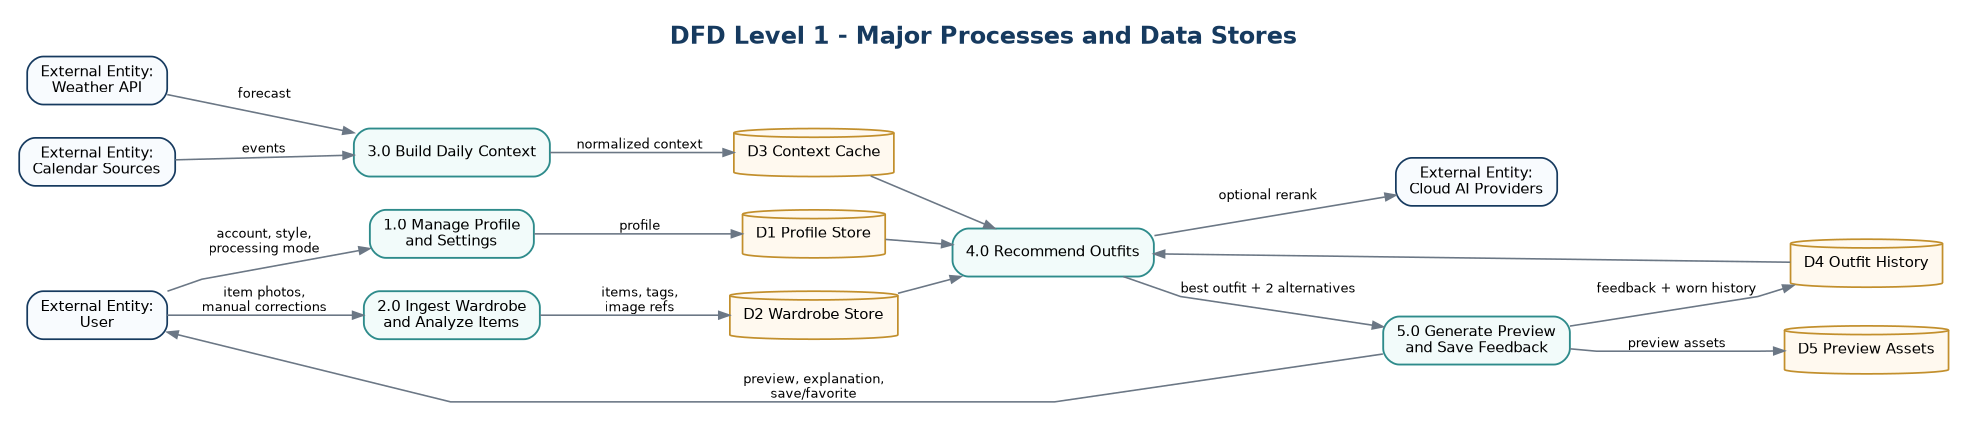 DFD Level 1 - Major Processes and Data Stores
External Entity:
Weather API
forecast
External Entity:
Calendar Sources
events
3.0 Build Daily Context
normalized context
D3 Context Cache
External Entity:
Cloud AI Providers
optional rerank
account, style,
processing mode
1.0 Manage Profile
and Settings
profile
D1 Profile Store
4.0 Recommend Outfits
D4 Outfit History
External Entity:
User
item photos,
manual corrections
2.0 Ingest Wardrobe
and Analyze Items
items, tags,
image refs
D2 Wardrobe Store
best outfit + 2 alternatives
feedback + worn history
5.0 Generate Preview
and Save Feedback
preview assets
D5 Preview Assets
preview, explanation,
save/favorite